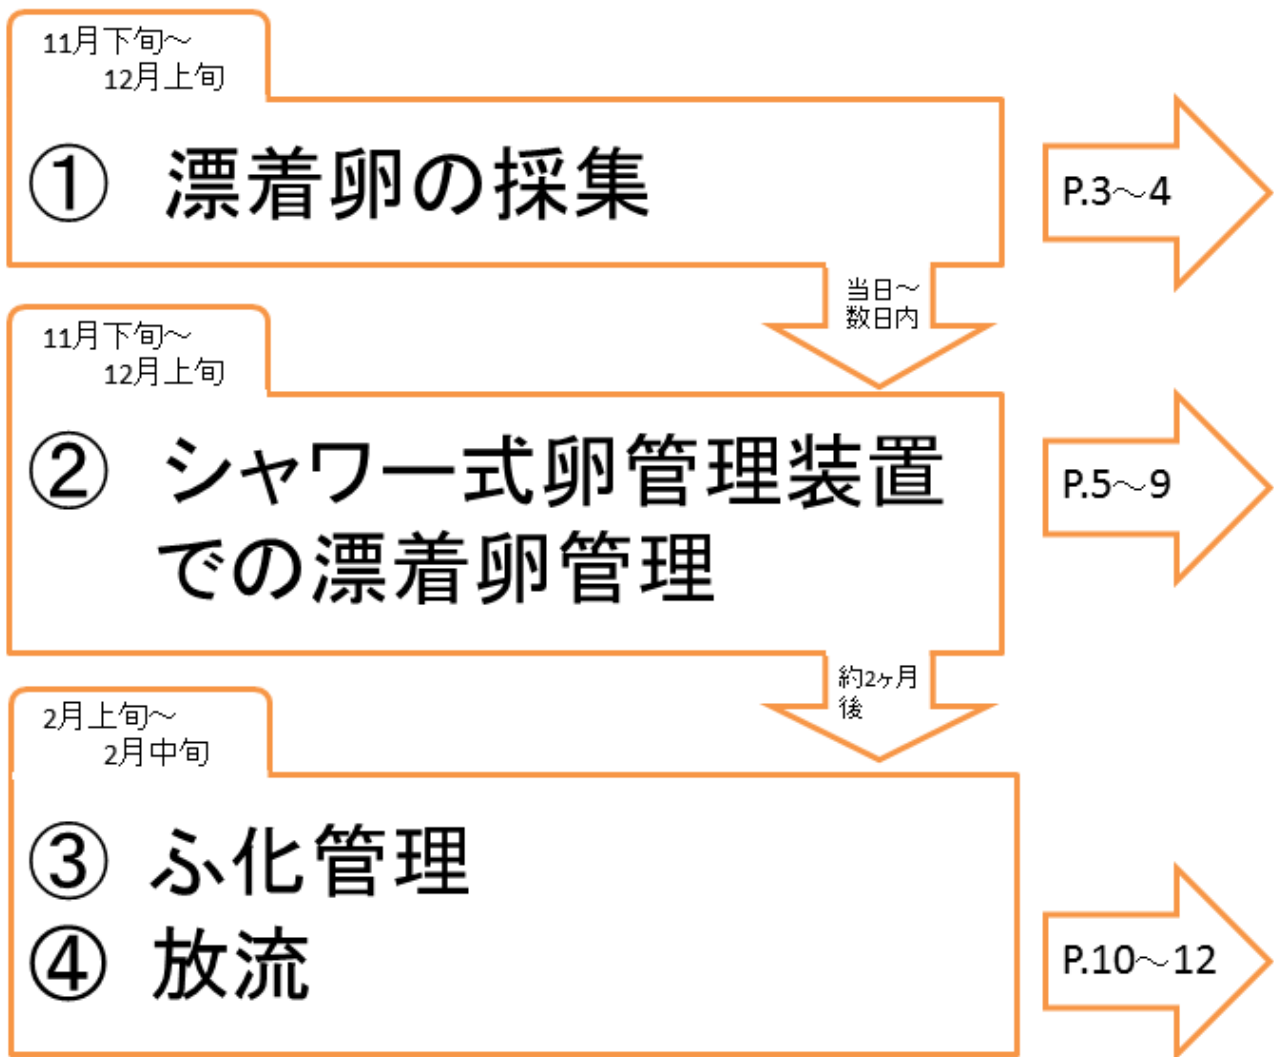 11月下旬～
12月上旬
① 漂着卵の採集
P.3～4
当日～
数日内
11月下旬～
12月上旬
② シャワー式卵管理装置
での漂着卵管理
P.5～9
約2ヶ月
後
2月上旬～
2月中旬
③ ふ化管理
④ 放流
P.10～12